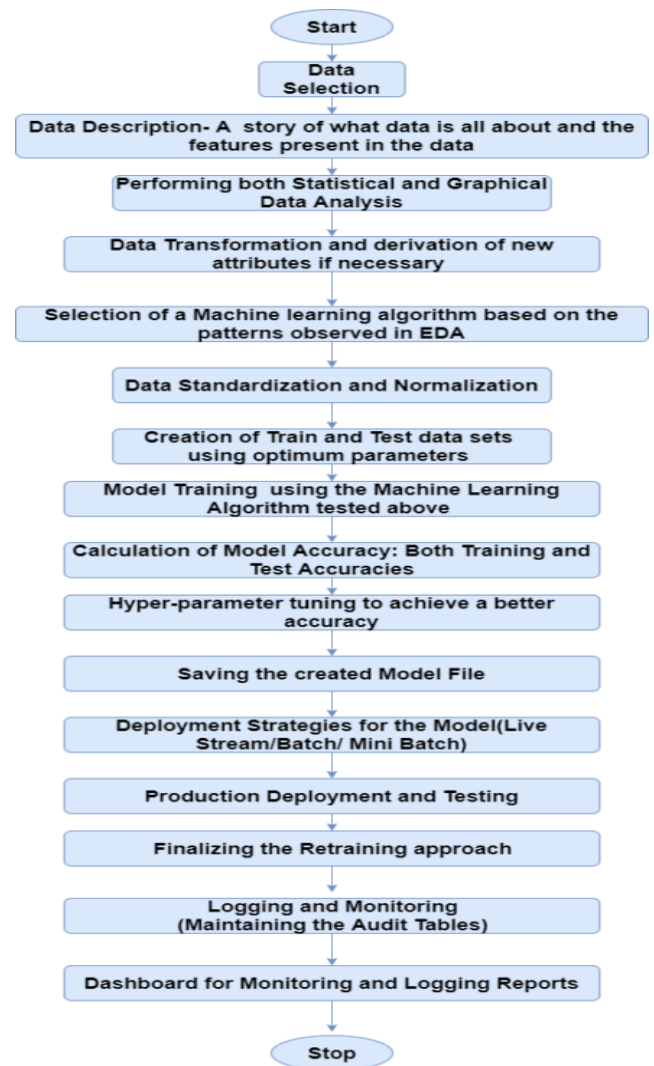 Start
Data
Selection
Data Description- A story of what data is all about and the
features present in the data
Performing both Statistical and Graphical
Data Analysis
Data Transformation and derivation of new
attributes if necessary
Selection of a Machine learning algorithm based on the
patterns observed in EDA
Data Standardization and Normalization
Creation of Train and Test data sets
using optimum parameters
Model Training using the Machine Learning
Algorithm tested above
Calculation of Model Accuracy: Both Training and
Test Accuracies
Hyper-parameter tuning to achieve a better
accuracy
Saving the created Model File
Deployment Strategies for the Model(Live
Stream/Batch/ Mini Batch)
Production Deployment and Testing
Finalizing the Retraining approach
Logging and Monitoring
(Maintaining the Audit Tables)
Dashboard for Monitoring and Logging Reports
Stop